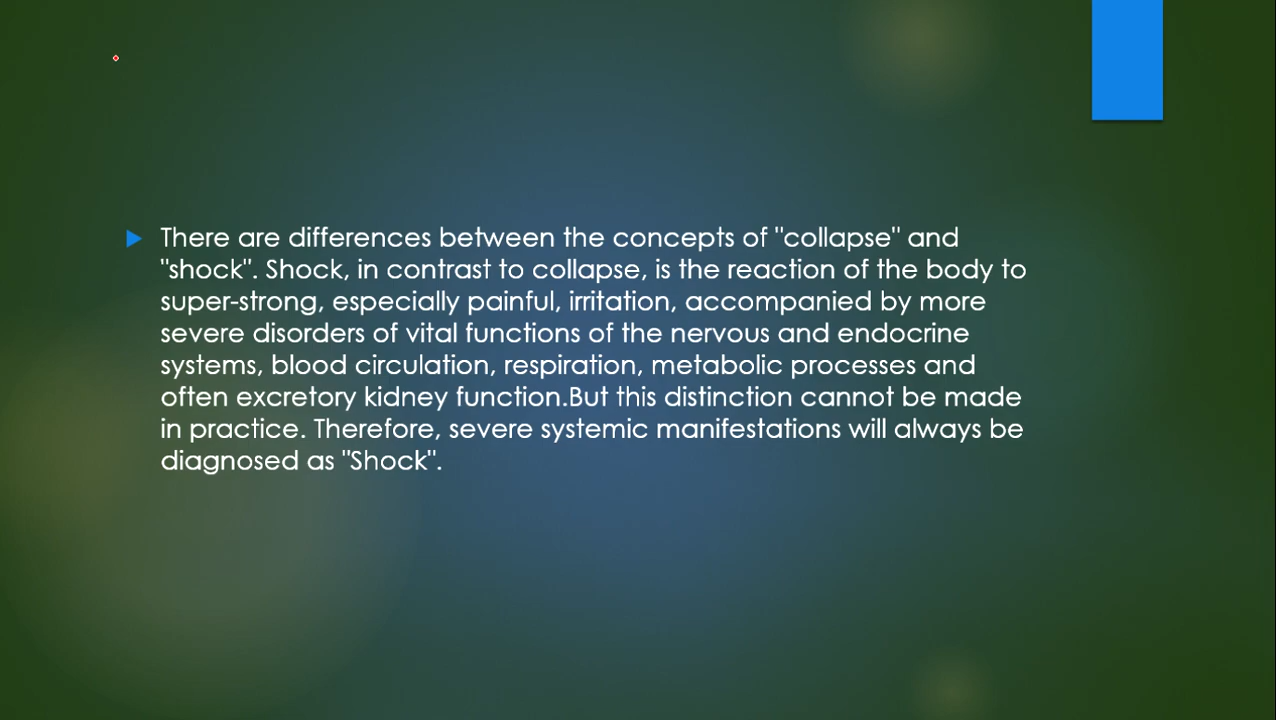 There are differences between the concepts of "collapse" and
"shock". Shock, in contrast to collapse, is the reaction of the body to
super-strong, especially painful, irritation, accompanied by more
severe disorders of vital functions of the nervous and endocrine
systems, blood circulation, respiration, metabolic processes and
often excretory kidney function.But this distinction cannot be made
in practice. Therefore, severe systemic manifestations will always be
diagnosed as "Shock".